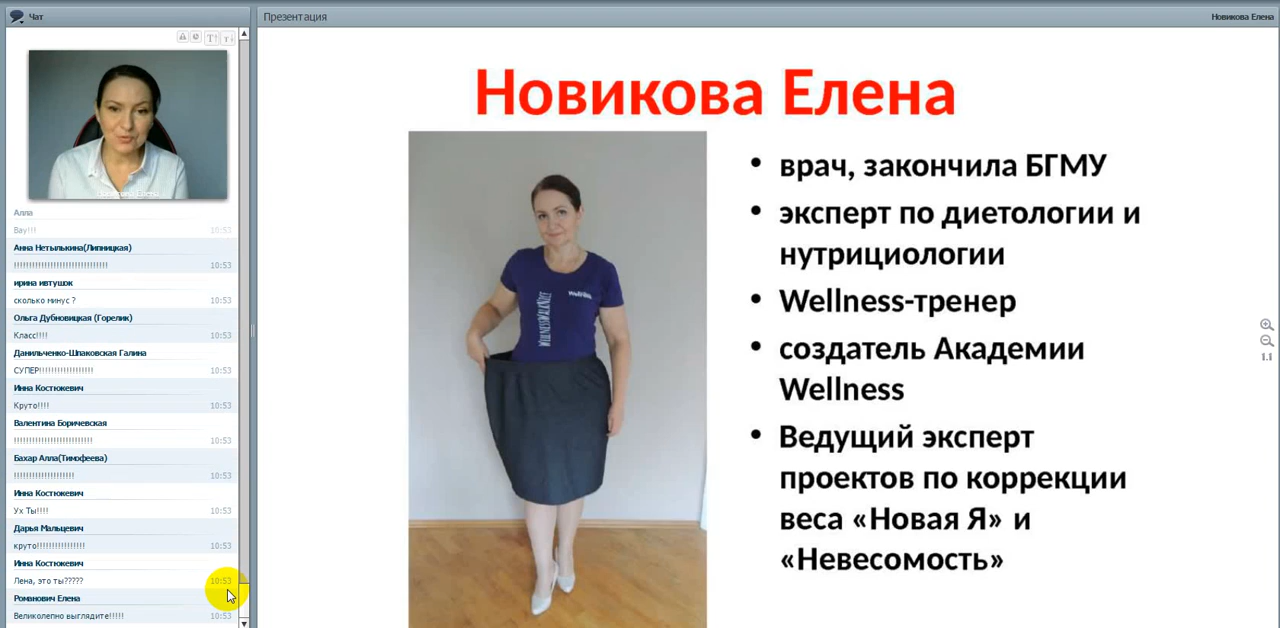 Чат
Алла
Вау!!! 10:53
Анна Нетылькина(Липницкая)
!!!!!!!!!!!!!!!!!!!!!!!!!!!!!!! 10:53
ирина ивтушок
сколько минус ? 10:53
Ольга Дубновицкая (Горелик)
Класс!!!! 10:53
Данильченко-Шпаковская Галина
СУПЕР!!!!!!!!!!!!!!!!!! 10:53
Инна Костюкевич
Круто!!!! 10:53
Валентина Боричевская
!!!!!!!!!!!!!!!!!!!!!!!!!! 10:53
Бахар Алла(Тимофеева)
!!!!!!!!!!!!!!!!!!!! 10:53
Инна Костюкевич
Ух Ты!!!! 10:53
Дарья Мальцевич
круто!!!!!!!!!!!!!!!! 10:53
Инна Костюкевич
Лена, это ты????? 10:53
Романович Елена
Великолепно выглядите!!!!! 10:53
Презентация
Новикова Елена
Новикова Елена
• врач, закончила БГМУ
• эксперт по диетологии и
нутрициологии
• Wellness-тренер
• создатель Академии
Wellness
• Ведущий эксперт
проектов по коррекции
веса «Новая Я» и
«Невесомость»
1:1